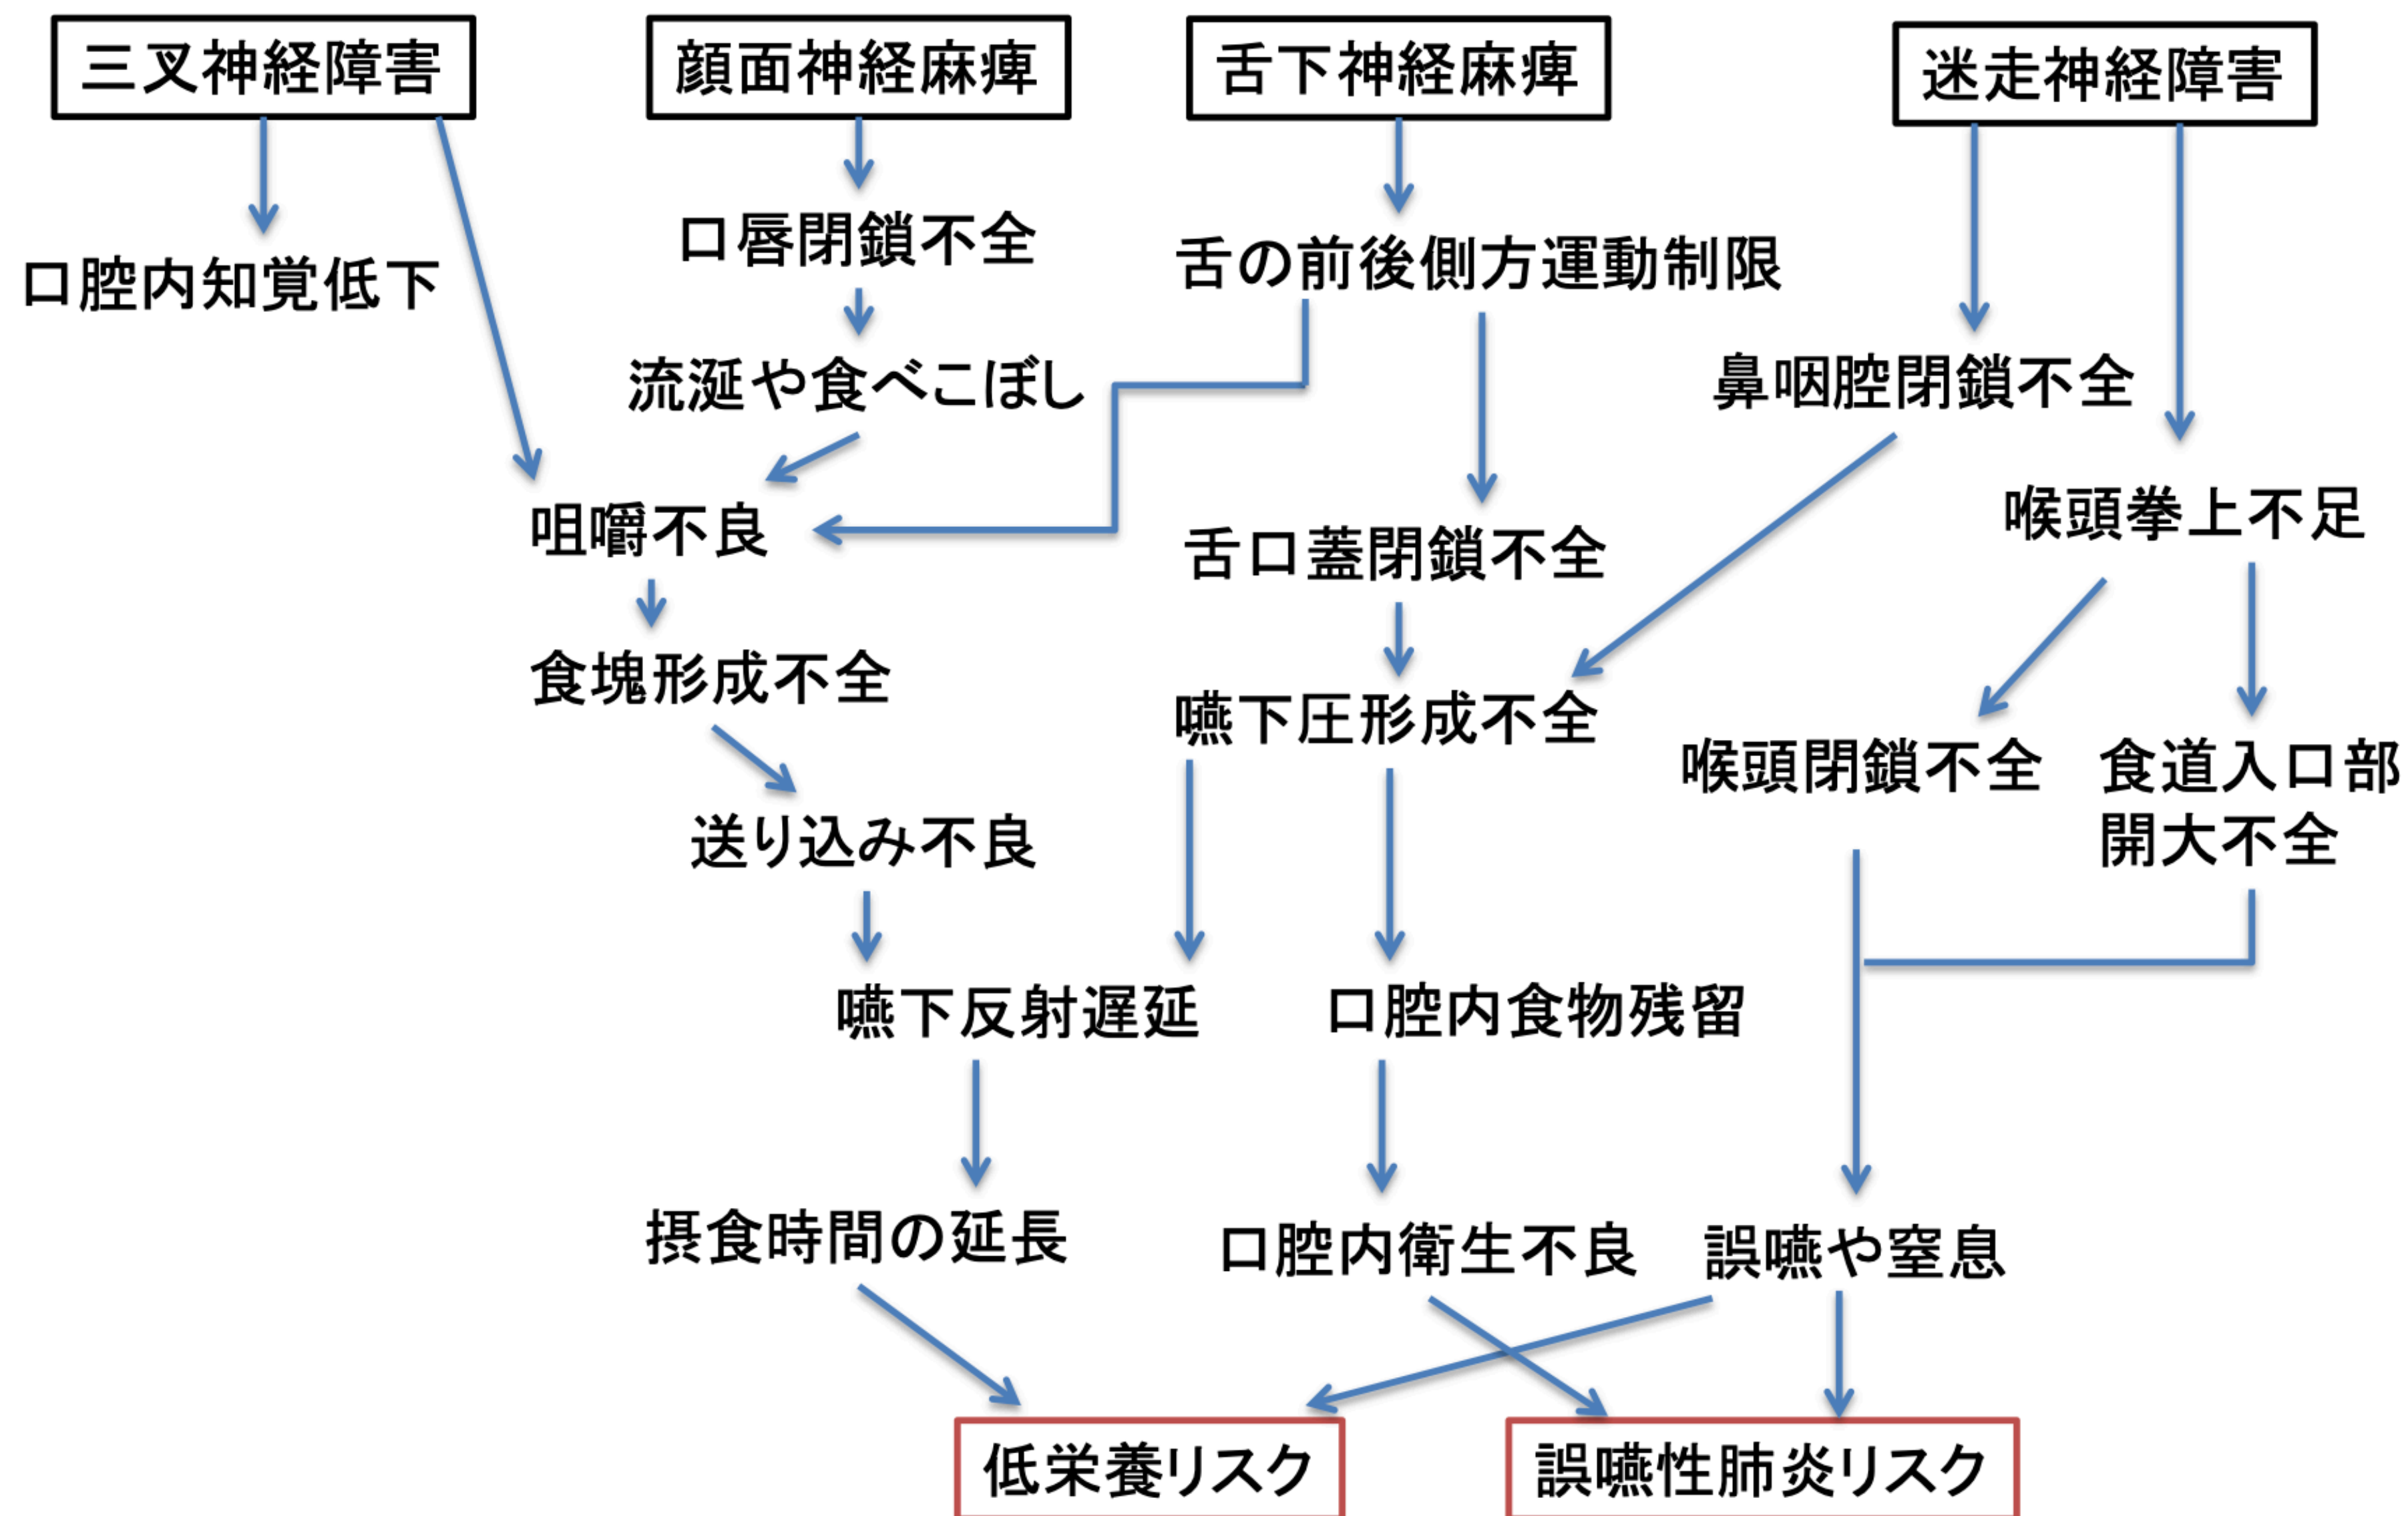 三叉神経障害
顔面神経麻痺
舌下神経麻痺
迷走神経障害
口腔内知覚低下
口唇閉鎖不全
舌の前後側方運動制限
流涎や食べこぼし
鼻咽腔閉鎖不全
咀嚼不良
舌口蓋閉鎖不全
喉頭拳上不足
食塊形成不全
嚥下圧形成不全
喉頭閉鎖不全
食道入口部
開大不全
送り込み不良
嚥下反射遅延
口腔内食物残留
摂食時間の延長
口腔内衛生不良
誤嚥や窒息
低栄養リスク
誤嚥性肺炎リスク